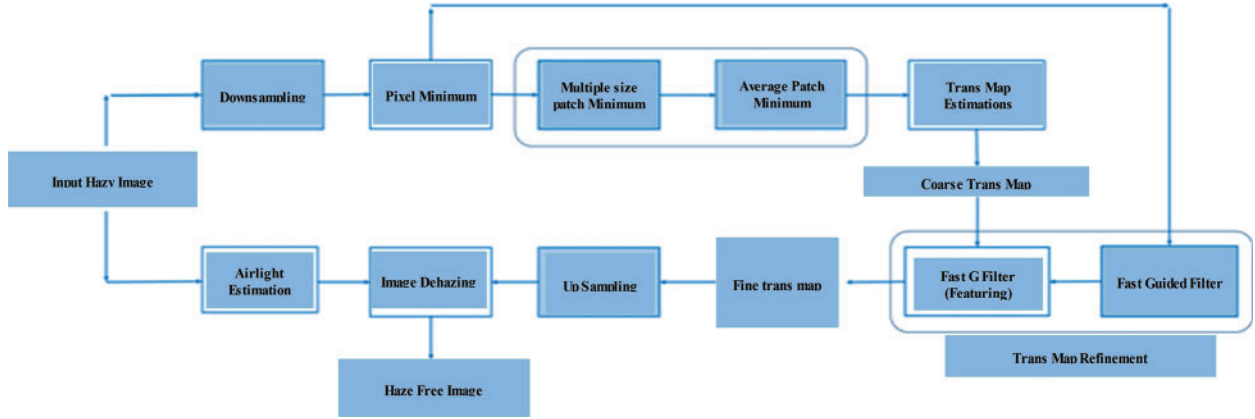 Downsampling
Pixel Minimum
Multiple size
patch Minimum
Average Patch
Minimum
Trans Map
Estimations
Input Hazy Image
Coarse Trans Map
Airlight
Estimation
Image Dehazing
Up Sampling
Fine trans map
Fast G Filter
(Featuring)
Fast Guided Filter
Trans Map Refinement
Haze Free Image